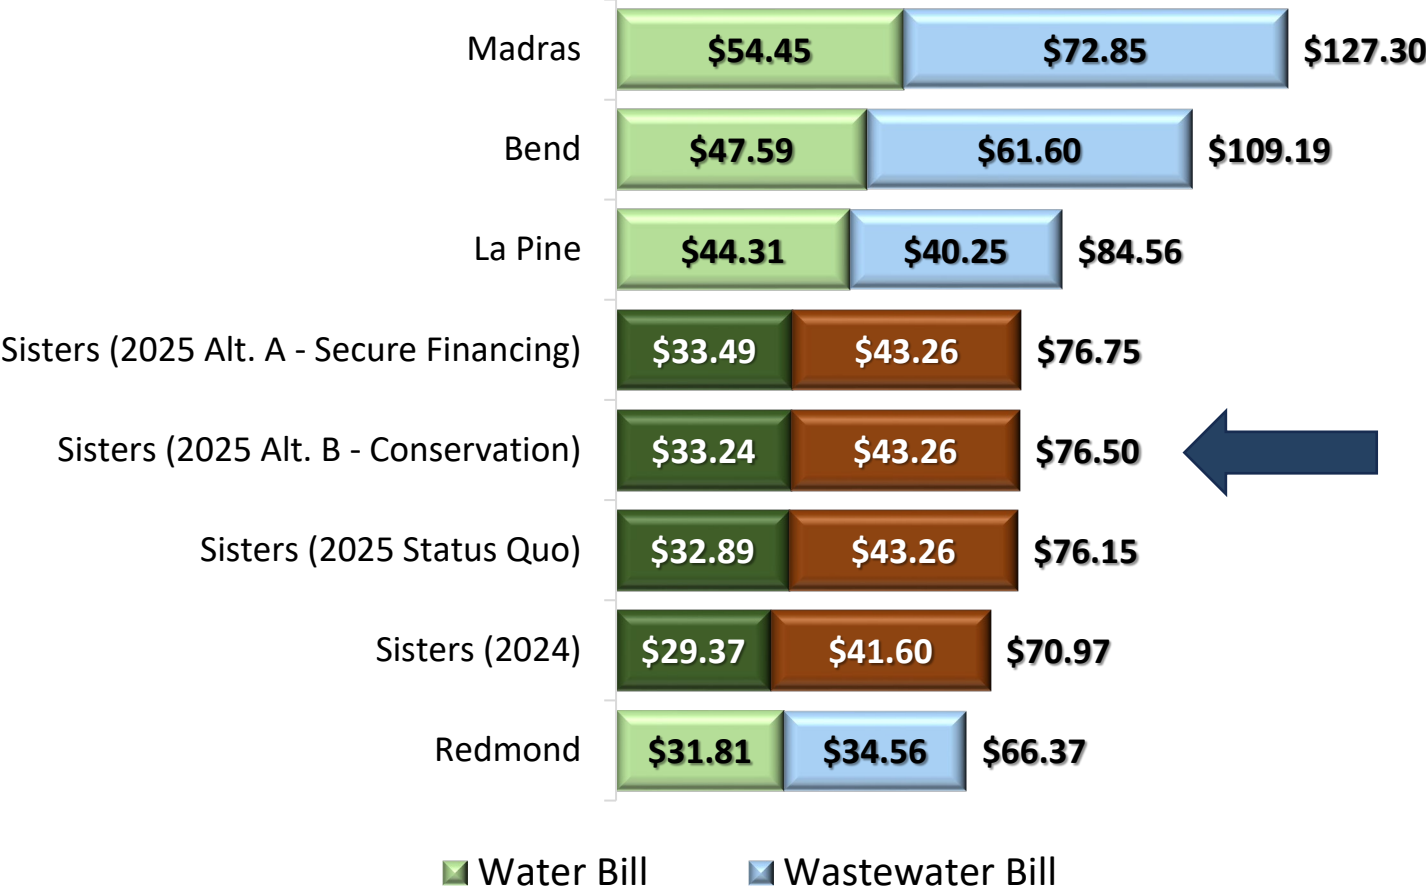 Madras $54.45 $72.85 $127.30
Bend $47.59 $61.60 $109.19
La Pine $44.31 $40.25 $84.56
Sisters (2025 Alt. A - Secure Financing) $33.49 $43.26 $76.75
Sisters (2025 Alt. B - Conservation) $33.24 $43.26 $76.50
Sisters (2025 Status Quo) $32.89 $43.26 $76.15
Sisters (2024) $29.37 $41.60 $70.97
Redmond $31.81 $34.56 $66.37
Water Bill Wastewater Bill